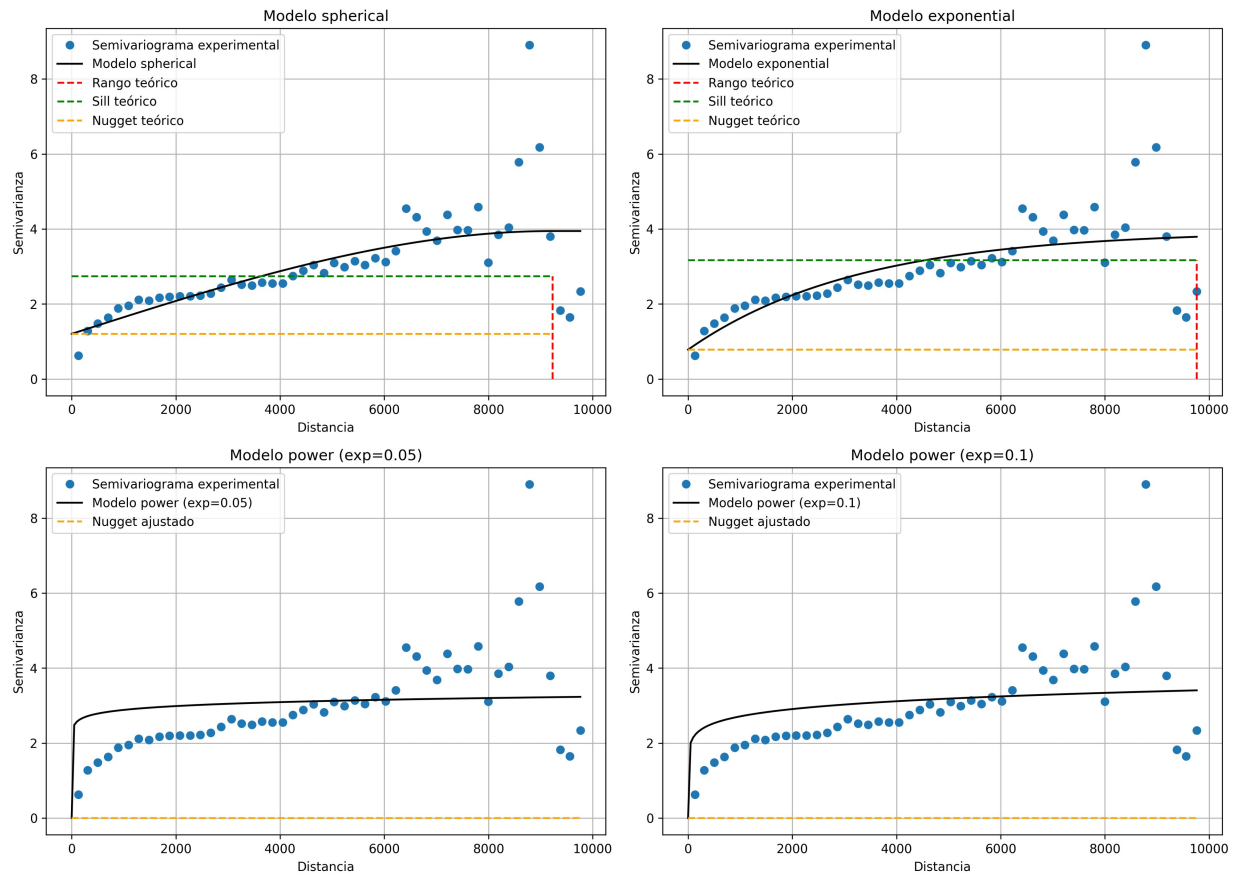 Modelo spherical
Semivarianza
8
6
4
2
0
Semivariograma experimental
Modelo spherical
Rango teórico
Sill teórico
Nugget teórico
0 2000 4000 6000 8000 10000
Distancia
Modelo exponential
Semivarianza
8
6
4
2
0
Semivariograma experimental
Modelo exponential
Rango teórico
Sill teórico
Nugget teórico
0 2000 4000 6000 8000 10000
Distancia
Modelo power (exp=0.05)
Semivarianza
8
6
4
2
0
Semivariograma experimental
Modelo power (exp=0.05)
Nugget ajustado
0 2000 4000 6000 8000 10000
Distancia
Modelo power (exp=0.1)
Semivarianza
8
6
4
2
0
Semivariograma experimental
Modelo power (exp=0.1)
Nugget ajustado
0 2000 4000 6000 8000 10000
Distancia